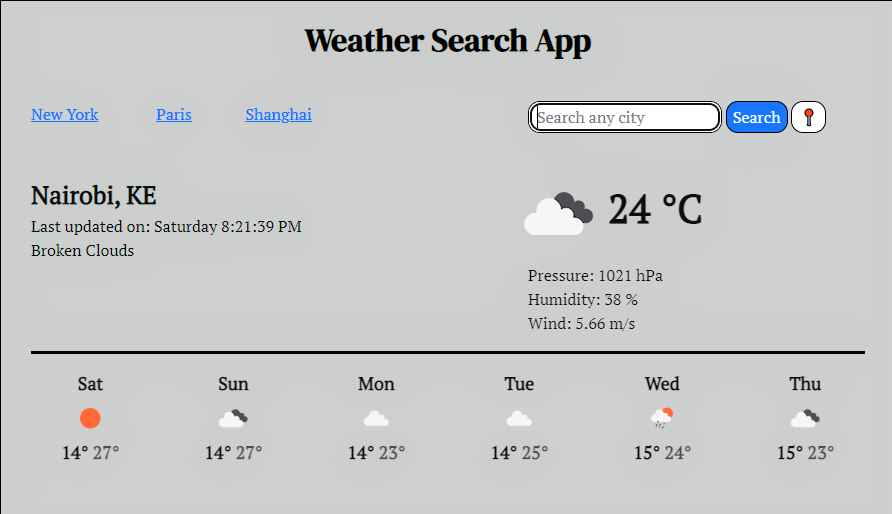 Weather Search App
New York Paris Shanghai Search any city Search
Nairobi, KE
Last updated on: Saturday 8:21:39 PM
Broken Clouds
24 °C
Pressure: 1021 hPa
Humidity: 38 %
Wind: 5.66 m/s
Sat Sun Mon Tue Wed Thu
14° 27° 14° 27° 14° 23° 14° 25° 15° 24° 15° 23°